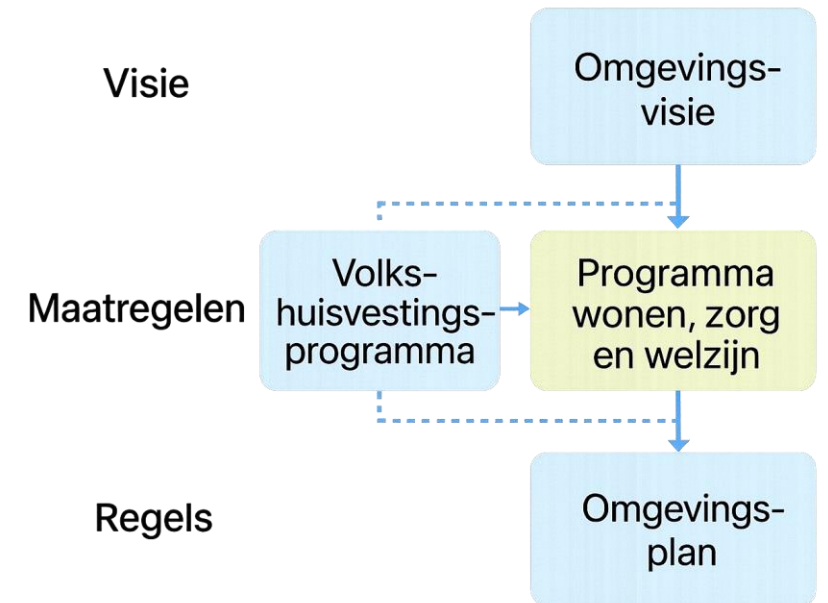 Visie
Omgevings-
visie
Maatregelen
Volks-
huisvestings-
programma
Programma
wonen, zorg
en welzijn
Regels
Omgevings-
plan